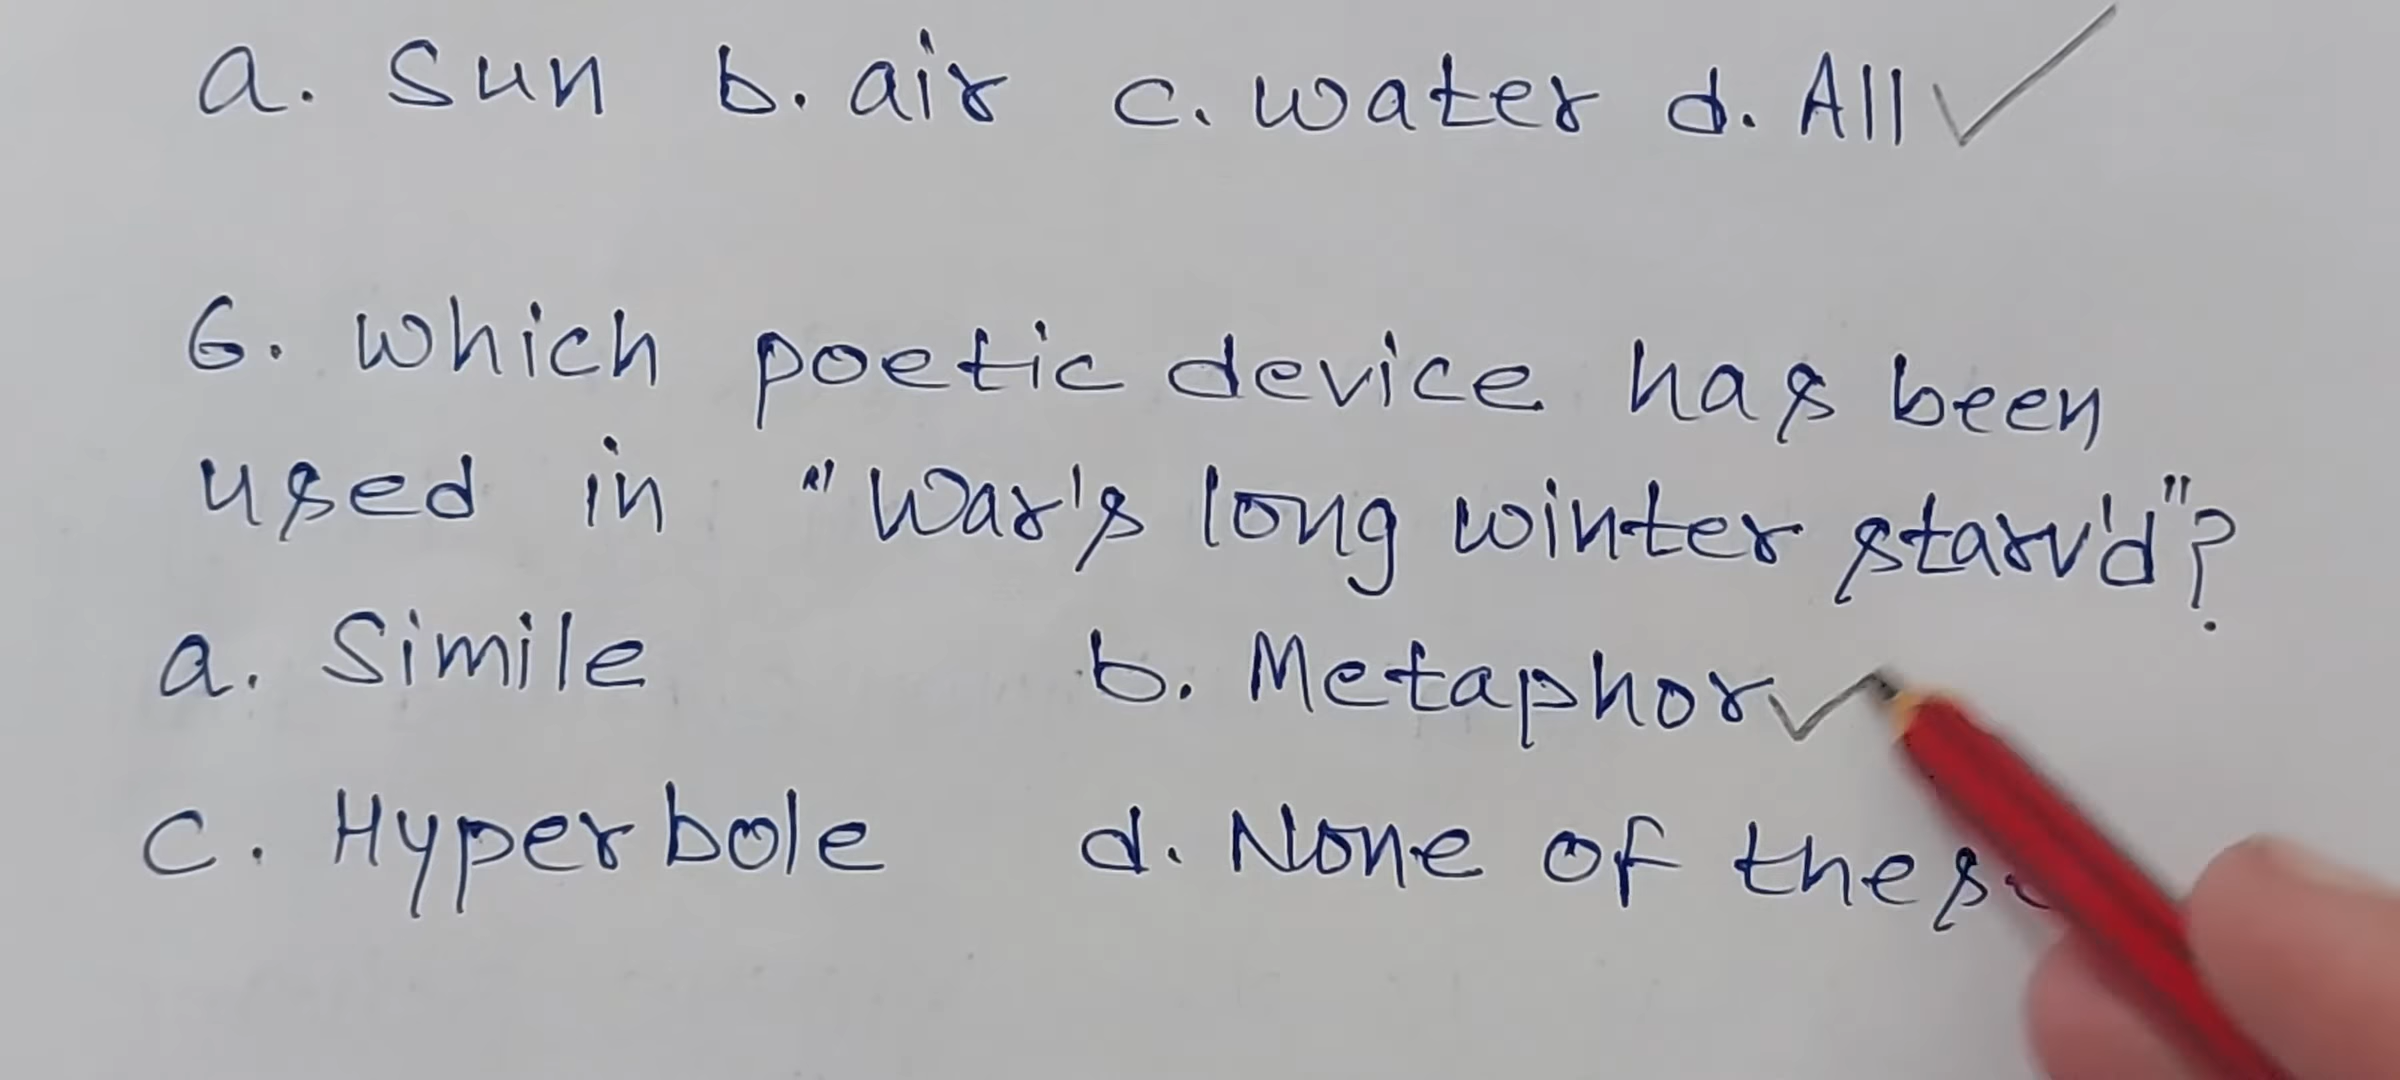 a. Sun b. air c. water d. All ✓
6. Which poetic device has been
used in "War's long winter starv'd"?
a. Simile b. Metaphor ✓
c. Hyperbole d. None of these